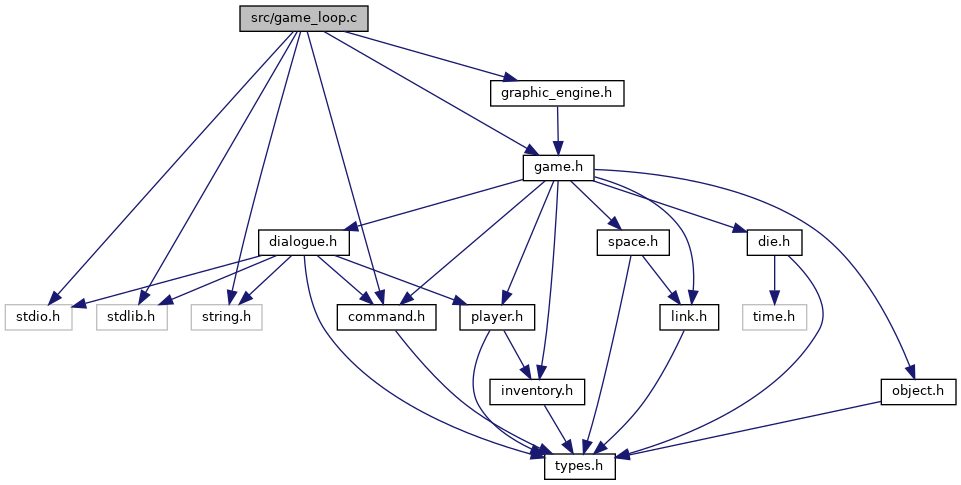 src/game_loop.c
graphic_engine.h
game.h
dialogue.h
space.h
die.h
stdio.h
stdlib.h
string.h
command.h
player.h
link.h
time.h
inventory.h
object.h
types.h